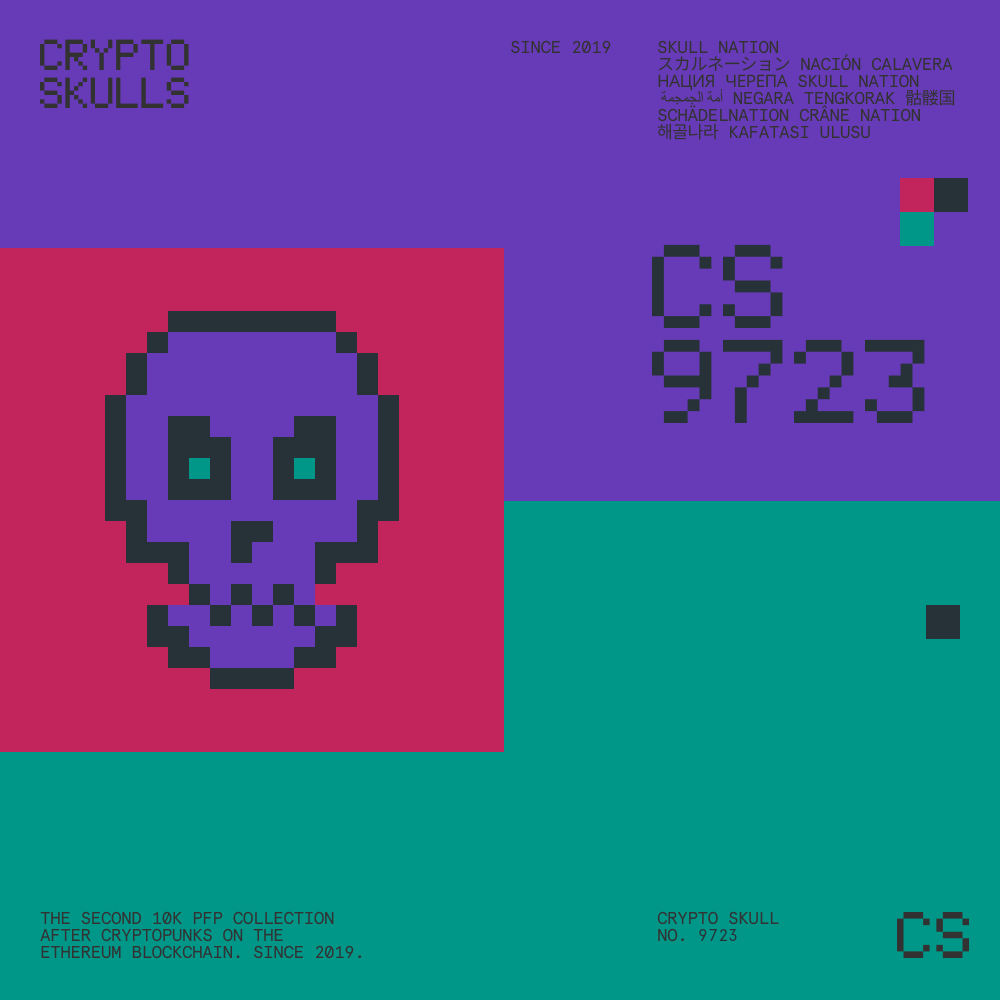 CRYPTO
SKULLS
SINCE 2019
SKULL NATION
スカルネーション NACIÓN CALAVERA
НАЦИЯ ЧЕРЕПА SKULL NATION
أمة الجمجمة NEGARA TENGKORAK 骷髅国
SCHÄDELNATION CRÂNE NATION
해골나라 KAFATASI ULUSU
CS
9723
THE SECOND 10K PFP COLLECTION
AFTER CRYPTOPUNKS ON THE
ETHEREUM BLOCKCHAIN. SINCE 2019.
CRYPTO SKULL
NO. 9723
CS